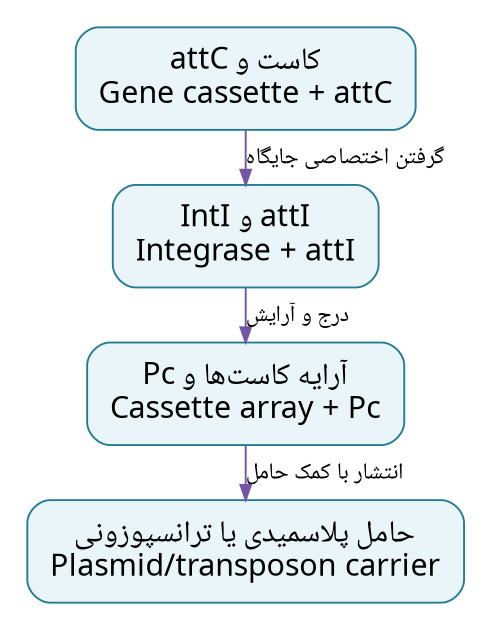 کاست و attC
Gene cassette + attC
گرفتن اختصاصی جایگاه
attI و IntI
Integrase + attI
درج و آرایش
آرایه کاست‌ها و Pc
Cassette array + Pc
انتشار با کمک حامل
حامل پلاسمیدی یا ترانسپوزونی
Plasmid/transposon carrier